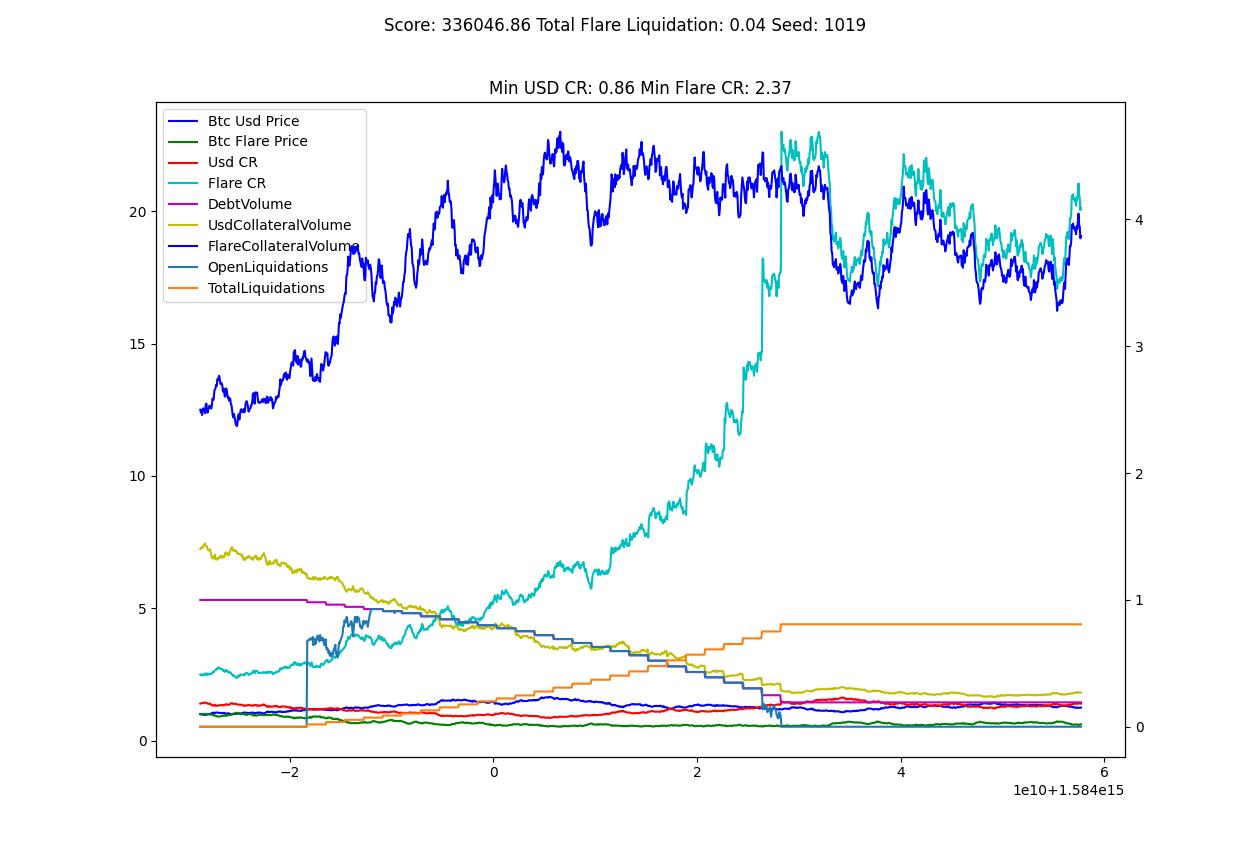 Score: 336046.86 Total Flare Liquidation: 0.04 Seed: 1019
Min USD CR: 0.86 Min Flare CR: 2.37
Btc Usd Price
Btc Flare Price
Usd CR
Flare CR
DebtVolume
UsdCollateralVolume
FlareCollateralVolume
OpenLiquidations
TotalLiquidations
20
15
10
5
0
4
3
2
1
0
−2
0
2
4
6
1e10+1.584e15